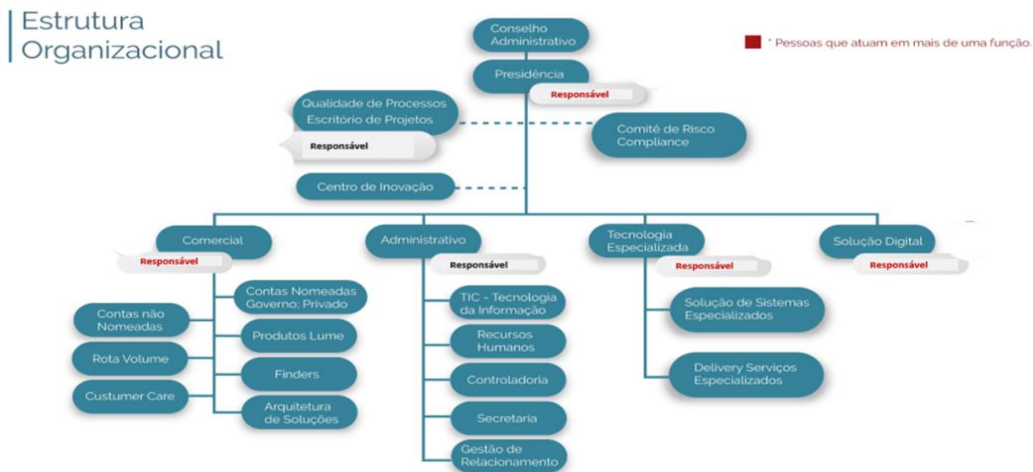 Estrutura
Organizacional
Conselho
Administrativo
* Pessoas que atuam em mais de uma função.
Presidência
Responsável
Qualidade de Processos
Escritório de Projetos
Responsável
Comitê de Risco
Compliance
Centro de Inovação
Comercial
Responsável
Administrativo
Responsável
Tecnologia
Especializada
Responsável
Solução Digital
Responsável
Contas não
Nomeadas
Rota Volume
Custumer Care
Contas Nomeadas
Governo; Privado
Produtos Lume
Finders
Arquitetura
de Soluções
TIC - Tecnologia
da Informação
Recursos
Humanos
Controladoria
Secretaria
Gestão de
Relacionamento
Solução de Sistemas
Especializados
Delivery Serviços
Especializados